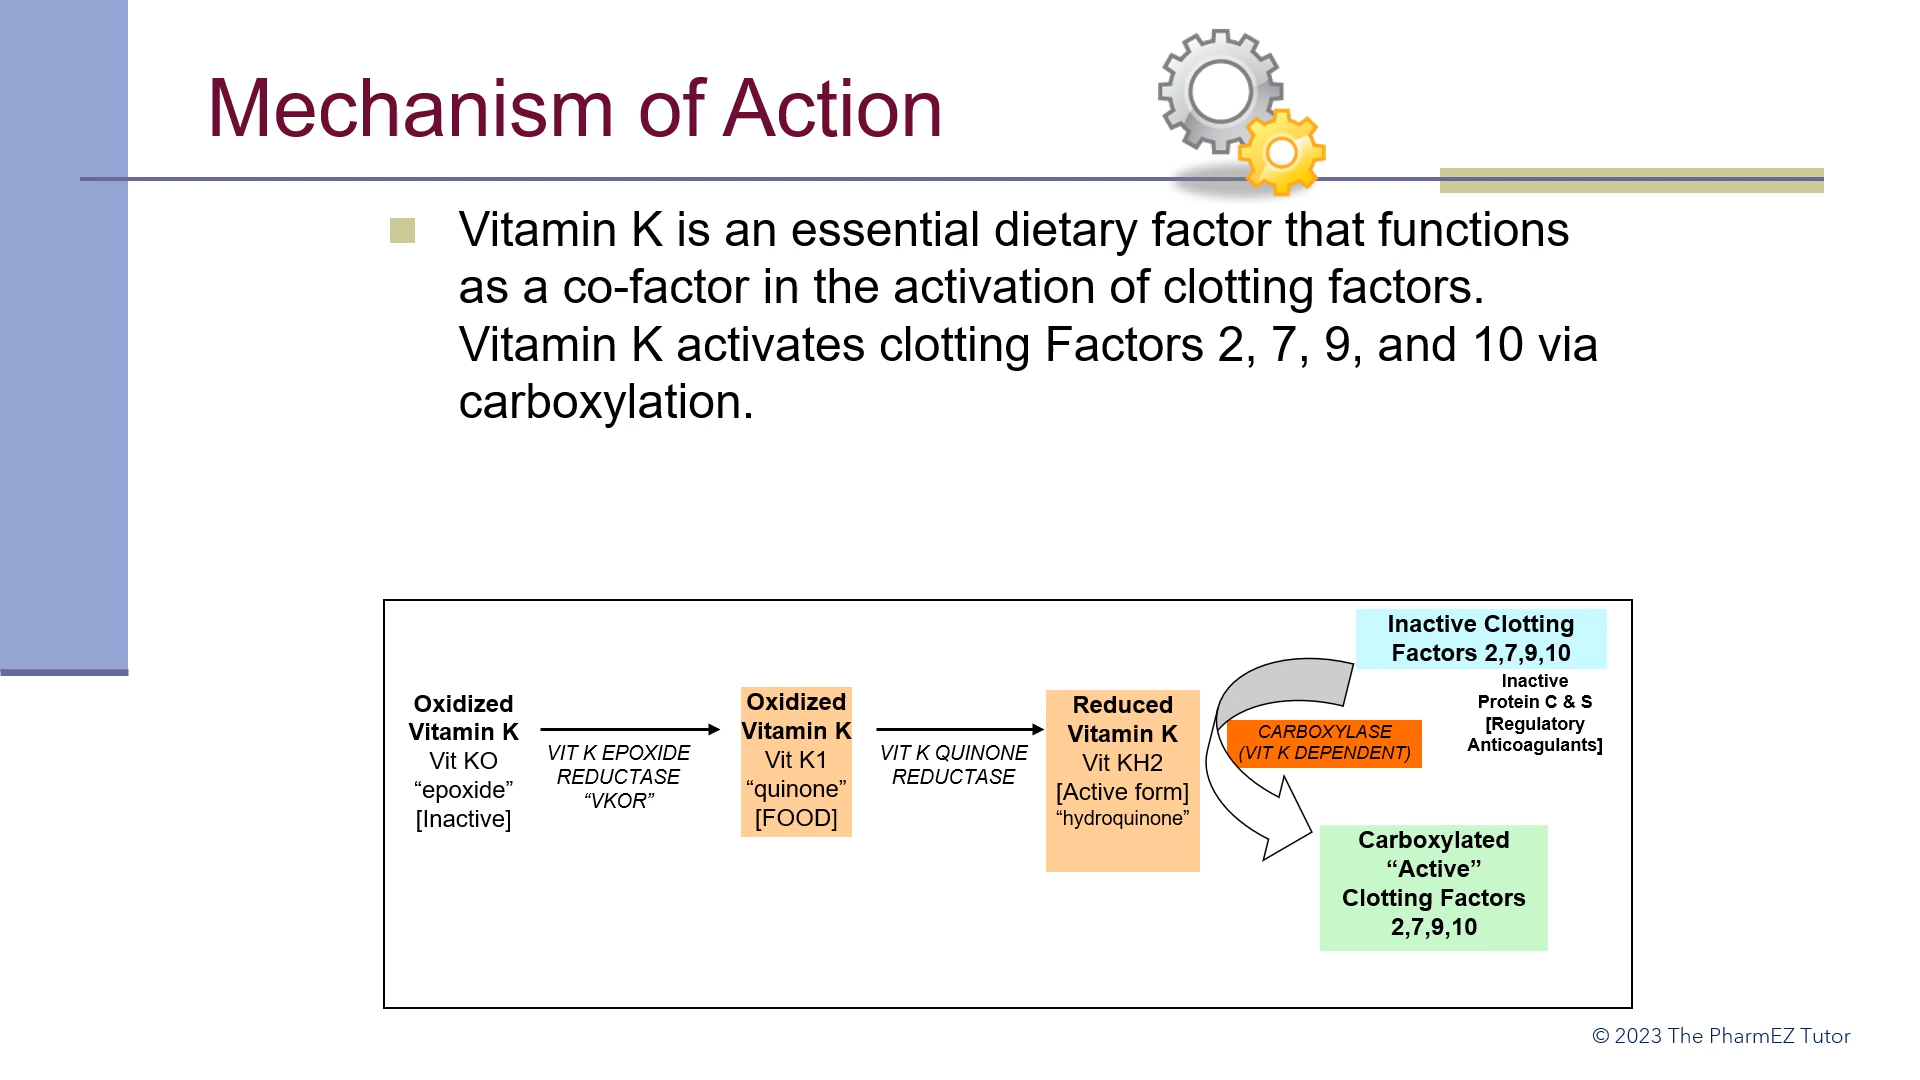 Mechanism of Action
Vitamin K is an essential dietary factor that functions
as a co-factor in the activation of clotting factors.
Vitamin K activates clotting Factors 2, 7, 9, and 10 via
carboxylation.
Oxidized
Vitamin K
Vit KO
“epoxide”
[Inactive]
VIT K EPOXIDE
REDUCTASE
“VKOR”
Oxidized
Vitamin K
Vit K1
“quinone”
[FOOD]
VIT K QUINONE
REDUCTASE
Reduced
Vitamin K
Vit KH2
[Active form]
“hydroquinone”
Inactive Clotting
Factors 2,7,9,10
Inactive
Protein C & S
[Regulatory
Anticoagulants]
CARBOXYLASE
(VIT K DEPENDENT)
Carboxylated
“Active”
Clotting Factors
2,7,9,10
© 2023 The PharmEZ Tutor